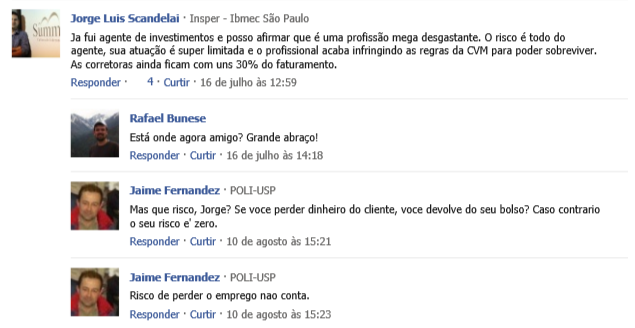 Summ
Jorge Luis Scandelai · Insper - Ibmec São Paulo
Ja fui agente de investimentos e posso afirmar que é uma profissão mega desgastante. O risco é todo do
agente, sua atuação é super limitada e o profissional acaba infringindo as regras da CVM para poder sobreviver.
As corretoras ainda ficam com uns 30% do faturamento.
Responder · 4 · Curtir · 16 de julho às 12:59
Rafael Bunese
Está onde agora amigo? Grande abraço!
Responder · Curtir · 16 de julho às 14:18
Jaime Fernandez · POLI-USP
Mas que risco, Jorge? Se voce perder dinheiro do cliente, voce devolve do seu bolso? Caso contrario
o seu risco e' zero.
Responder · Curtir · 10 de agosto às 15:21
Jaime Fernandez · POLI-USP
Risco de perder o emprego nao conta.
Responder · Curtir · 10 de agosto às 15:23